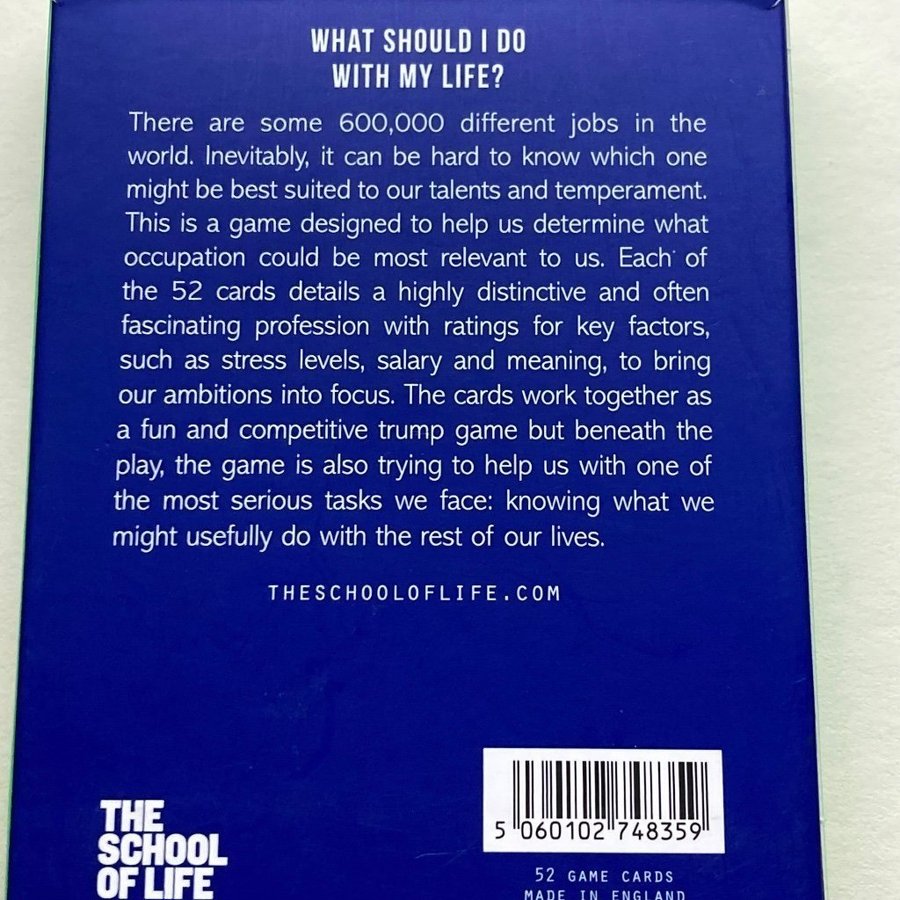 WHAT SHOULD I DO
WITH MY LIFE?
There are some 600,000 different jobs in the
world. Inevitably, it can be hard to know which one
might be best suited to our talents and temperament.
This is a game designed to help us determine what
occupation could be most relevant to us. Each of
the 52 cards details a highly distinctive and often
fascinating profession with ratings for key factors,
such as stress levels, salary and meaning, to bring
our ambitions into focus. The cards work together as
a fun and competitive trump game but beneath the
play, the game is also trying to help us with one of
the most serious tasks we face: knowing what we
might usefully do with the rest of our lives.
THESCHOOLOFLIFE.COM
THE
SCHOOL
OF LIFE
5 060102 748359
52 GAME CARDS
MADE IN ENGLAND